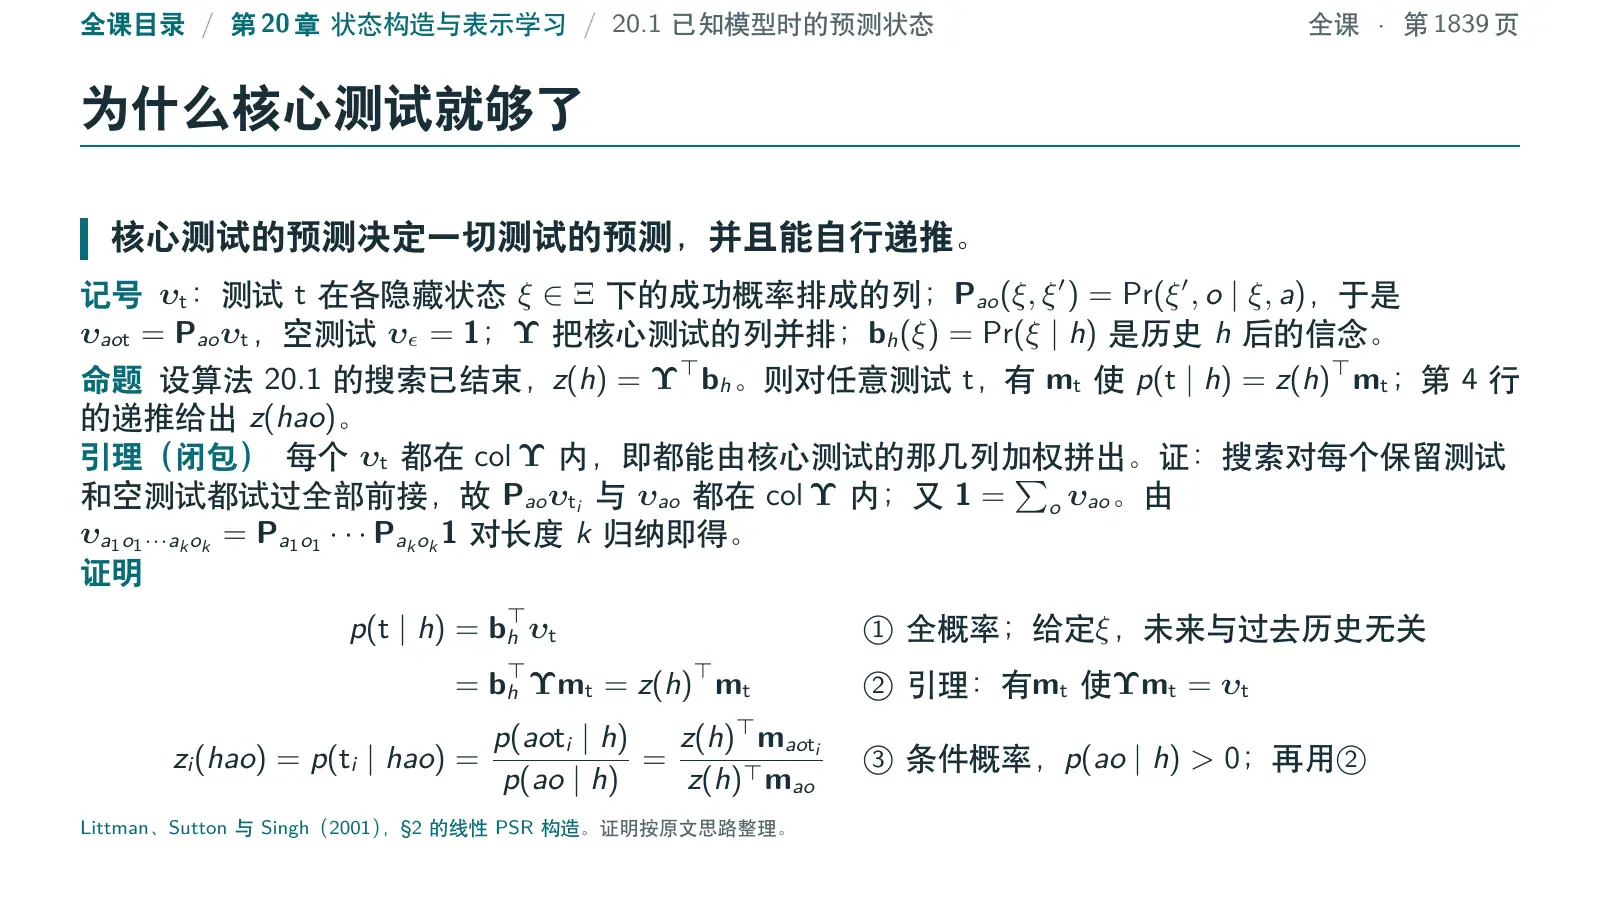 全课目录 / 第 20 章 状态构造与表示学习 / 20.1 已知模型时的预测状态
全课 · 第 1839 页
为什么核心测试就够了
核心测试的预测决定一切测试的预测，并且能自行递推。
记号 𝝊ₜ：测试 t 在各隐藏状态 ξ ∈ Ξ 下的成功概率排成的列；𝐏_{ao}(ξ, ξ′) = Pr(ξ′, o | ξ, a)，于是
𝝊_{aot} = 𝐏_{ao}𝝊_t，空测试 𝝊_ϵ = 𝟏；𝚼 把核心测试的列并排；𝐛_h(ξ) = Pr(ξ | h) 是历史 h 后的信念。
命题 设算法 20.1 的搜索已结束，z(h) = 𝚼^⊤𝐛_h。则对任意测试 t，有 𝐦_t 使 p(t | h) = z(h)^⊤𝐦_t；第 4 行
的递推给出 z(hao)。
引理（闭包） 每个 𝝊_t 都在 col 𝚼 内，即都能由核心测试的那几列加权拼出。证：搜索对每个保留测试
和空测试都试过全部前接，故 𝐏_{ao}𝝊_{t_i} 与 𝝊_{ao} 都在 col 𝚼 内；又 𝟏 = ∑_o 𝝊_{ao}。由
𝝊_{a_1o_1⋯a_ko_k} = 𝐏_{a_1o_1} ⋯ 𝐏_{a_ko_k}𝟏 对长度 k 归纳即得。
证明
p(t | h) = 𝐛_h^⊤ 𝝊_t ① 全概率；给定ξ，未来与过去历史无关
= 𝐛_h^⊤ 𝚼𝐦_t = z(h)^⊤𝐦_t ② 引理：有𝐦_t 使𝚼𝐦_t = 𝝊_t
z_i(hao) = p(t_i | hao) = \frac{p(aot_i | h)}{p(ao | h)} = \frac{z(h)^⊤𝐦_{aot_i}}{z(h)^⊤𝐦_{ao}} ③ 条件概率，p(ao | h) > 0；再用②
Littman、Sutton 与 Singh（2001），§2 的线性 PSR 构造。证明按原文思路整理。